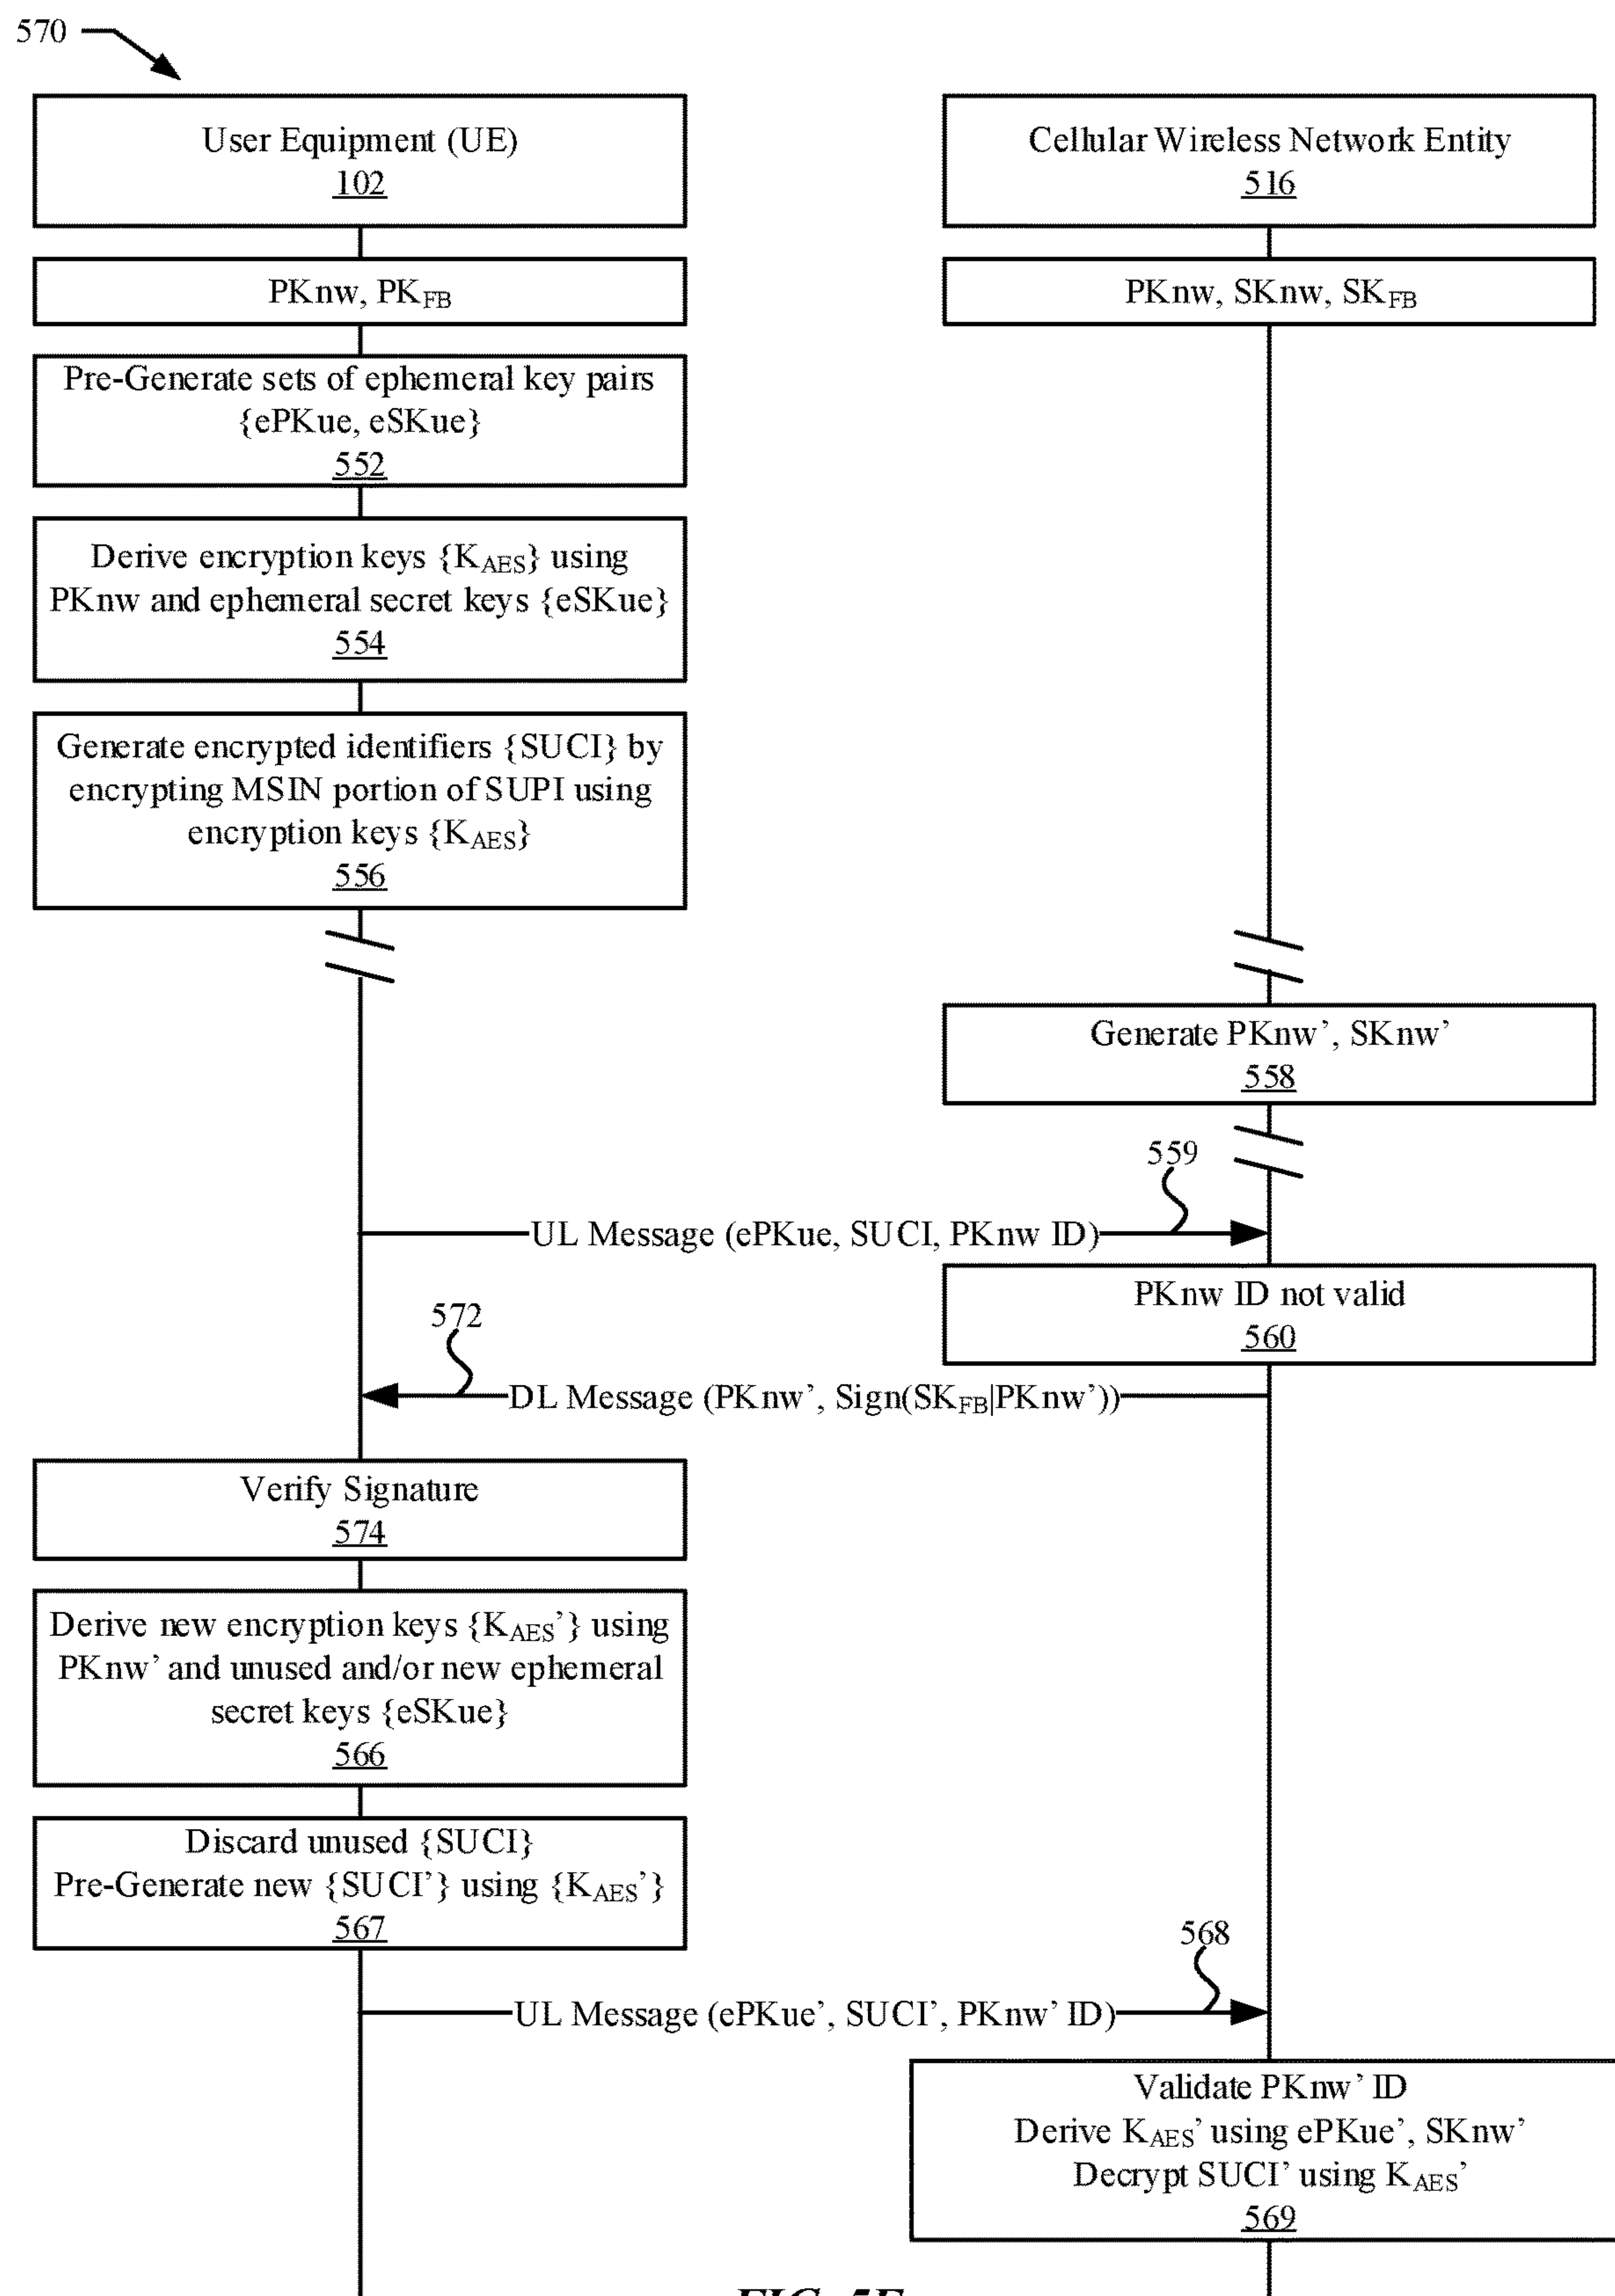 570
User Equipment (UE)
102
Cellular Wireless Network Entity
516
PKnw, PKFB
PKnw, SKnw, SKFB
Pre-Generate sets of ephemeral key pairs
{ePKue, eSKue}
552
Derive encryption keys {KAES} using
PKnw and ephemeral secret keys {eSKue}
554
Generate encrypted identifiers {SUCI} by
encrypting MSIN portion of SUPI using
encryption keys {KAES}
556
Generate PKnw’, SKnw’
558
559
UL Message (ePKue, SUCI, PKnw ID)
PKnw ID not valid
560
572
DL Message (PKnw’, Sign(SKFB|PKnw’))
Verify Signature
574
Derive new encryption keys {KAES’} using
PKnw’ and unused and/or new ephemeral
secret keys {eSKue}
566
Discard unused {SUCI}
Pre-Generate new {SUCI’} using {KAES’}
567
568
UL Message (ePKue’, SUCI’, PKnw’ ID)
Validate PKnw’ ID
Derive KAES’ using ePKue’, SKnw’
Decrypt SUCI’ using KAES’
569